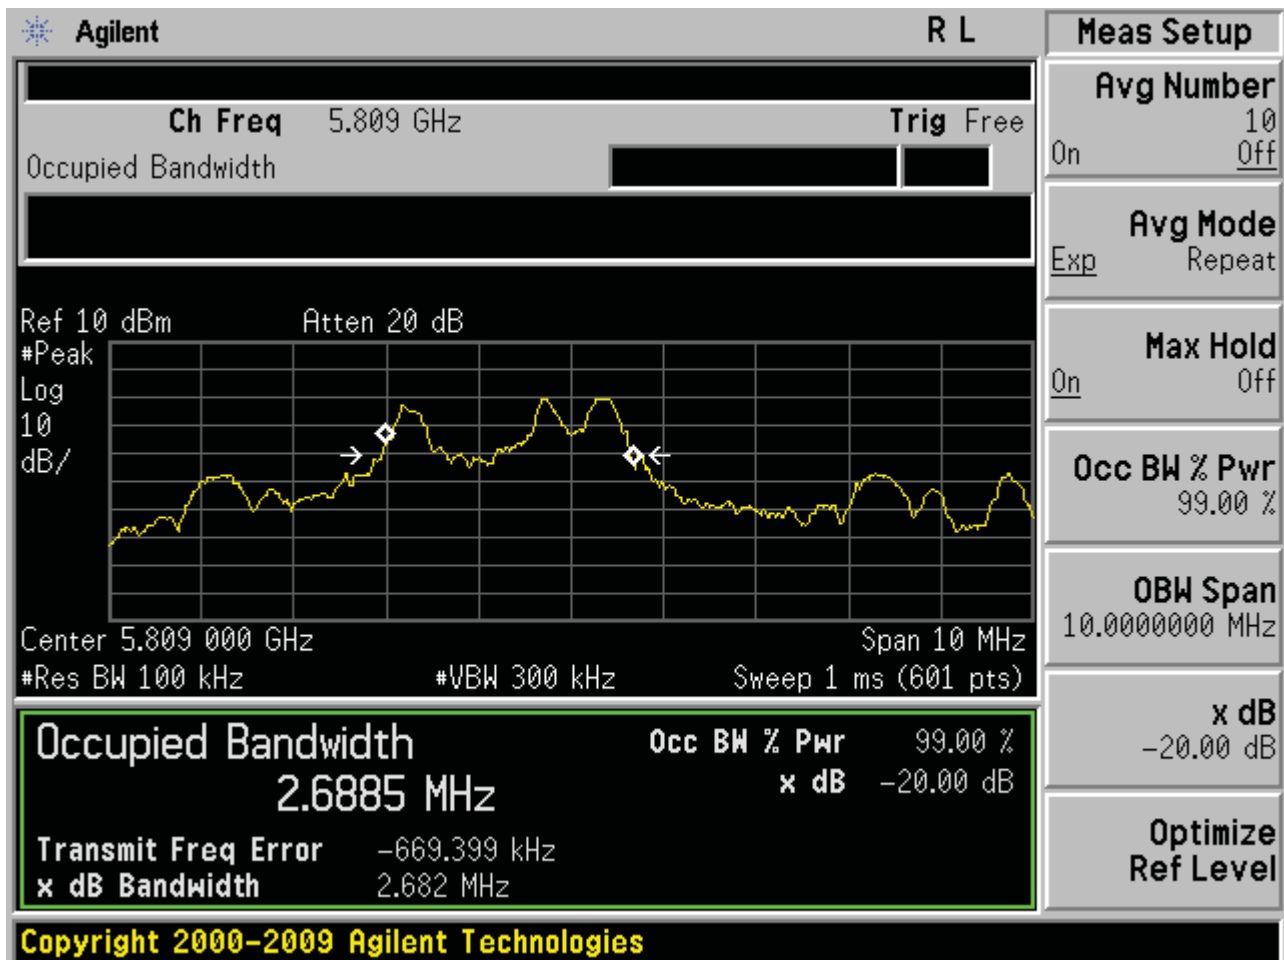 Agilent R L
Ch Freq 5.809 GHz Trig Free
Occupied Bandwidth
Ref 10 dBm Atten 20 dB
#Peak
Log
10
dB/
Center 5.809 000 GHz Span 10 MHz
#Res BW 100 kHz #VBW 300 kHz Sweep 1 ms (601 pts)
Occupied Bandwidth Occ BW % Pwr 99.00 %
2.6885 MHz x dB -20.00 dB
Transmit Freq Error -669.399 kHz
x dB Bandwidth 2.682 MHz
Copyright 2000-2009 Agilent Technologies
Meas Setup
Avg Number
10
On Off
Avg Mode
Exp Repeat
Max Hold
On Off
Occ BW % Pwr
99.00 %
OBW Span
10.0000000 MHz
x dB
-20.00 dB
Optimize
Ref Level